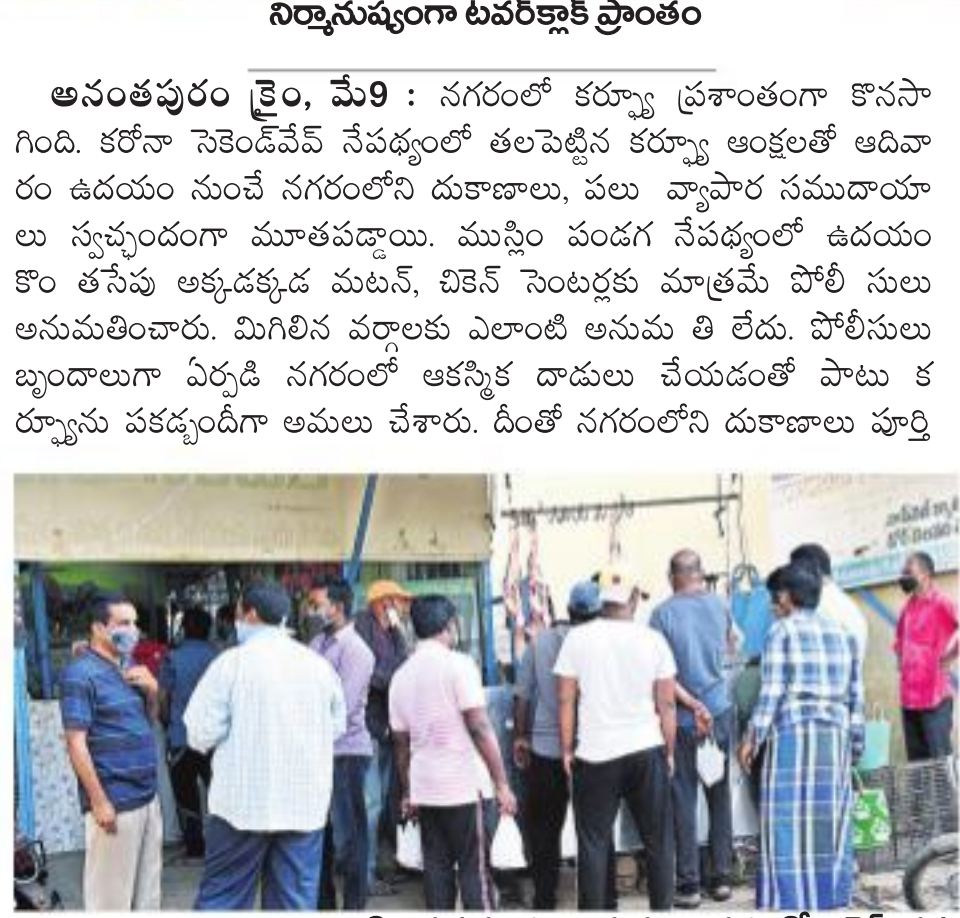 నిర్మానుష్యంగా టవర్‌క్లాక్ ప్రాంతం
అనంతపురం క్రైం, మే9 : నగరంలో కర్ఫ్యూ ప్రశాంతంగా కొనసా
గింది. కరోనా సెకెండ్‌వేవ్ నేపథ్యంలో తలపెట్టిన కర్ఫ్యూ ఆంక్షలతో ఆదివా
రం ఉదయం నుంచే నగరంలోని దుకాణాలు, పలు వ్యాపార సముదాయా
లు స్వచ్ఛందంగా మూతపడ్డాయి. ముస్లిం పండగ నేపథ్యంలో ఉదయం
కొం తసేపు అక్కడక్కడ మటన్, చికెన్ సెంటర్లకు మాత్రమే పోలీ సులు
అనుమతించారు. మిగిలిన వర్గాలకు ఎలాంటి అనుమ తి లేదు. పోలీసులు
బృందాలుగా ఏర్పడి నగరంలో ఆకస్మిక దాడులు చేయడంతో పాటు క
ర్ఫ్యూను పకడ్బందీగా అమలు చేశారు. దీంతో నగరంలోని దుకాణాలు పూర్తి